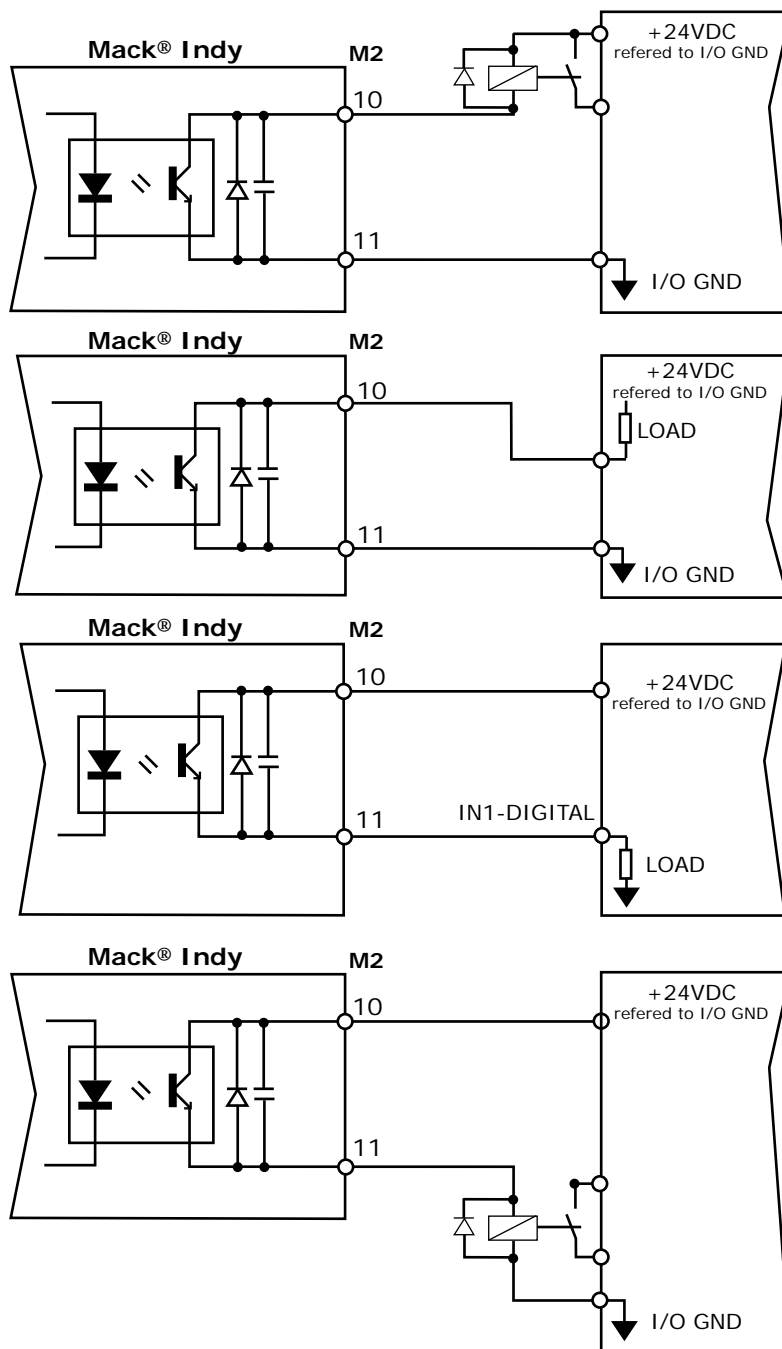 Mack® Indy M2
+24VDC
refered to I/O GND
10
11
I/O GND
Mack® Indy M2
+24VDC
refered to I/O GND
10
LOAD
11
I/O GND
Mack® Indy M2
10
+24VDC
refered to I/O GND
11 IN1-DIGITAL
LOAD
Mack® Indy M2
+24VDC
refered to I/O GND
10
11
I/O GND